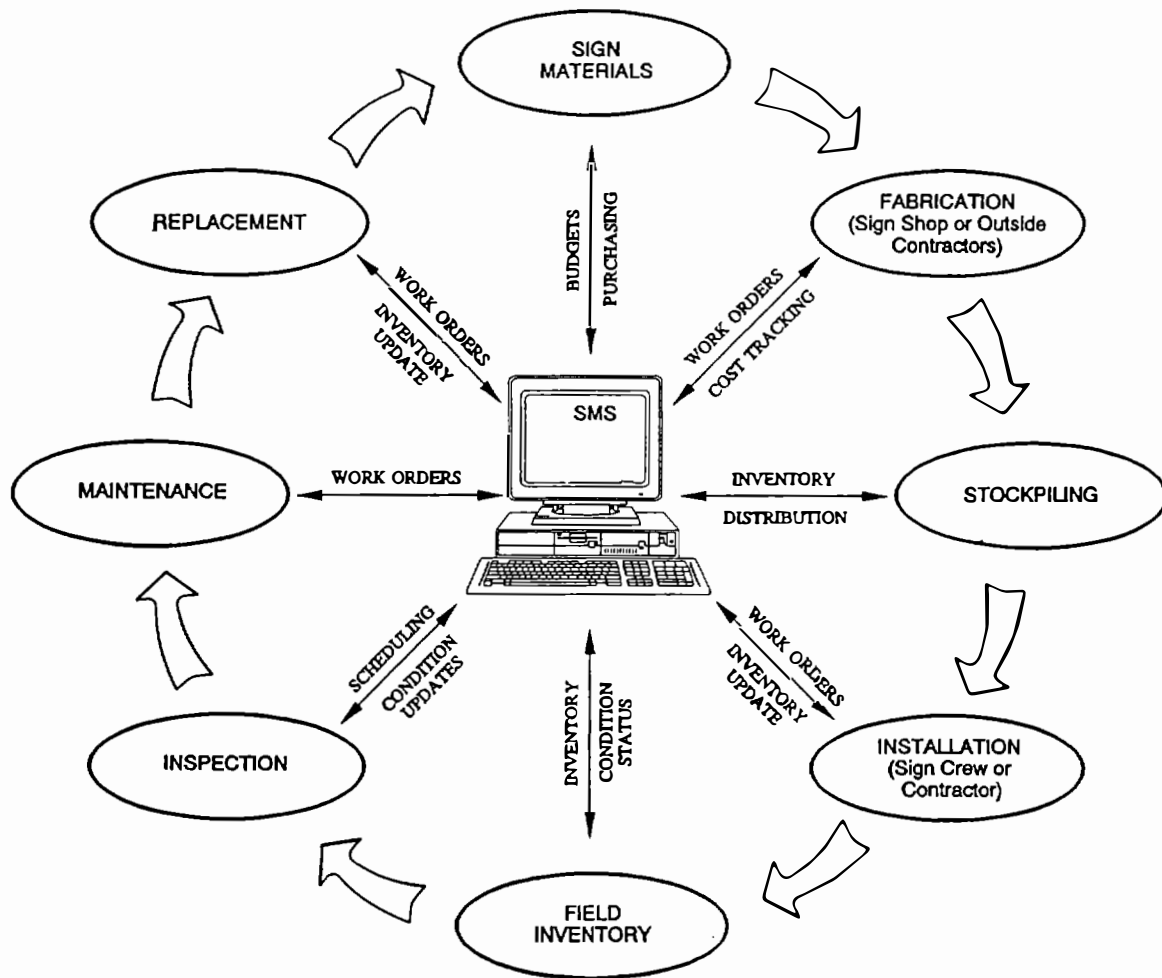 SIGN
MATERIALS
REPLACEMENT
FABRICATION
(Sign Shop or Outside
Contractors)
BUDGETS
PURCHASING
WORK ORDERS
INVENTORY
UPDATE
WORK ORDERS
COST TRACKING
SMS
MAINTENANCE
WORK ORDERS
INVENTORY
DISTRIBUTION
STOCKPILING
SCHEDULING
CONDITION
UPDATES
INVENTORY
CONDITION
STATUS
WORK ORDERS
INVENTORY
UPDATE
INSPECTION
INSTALLATION
(Sign Crew or
Contractor)
FIELD
INVENTORY